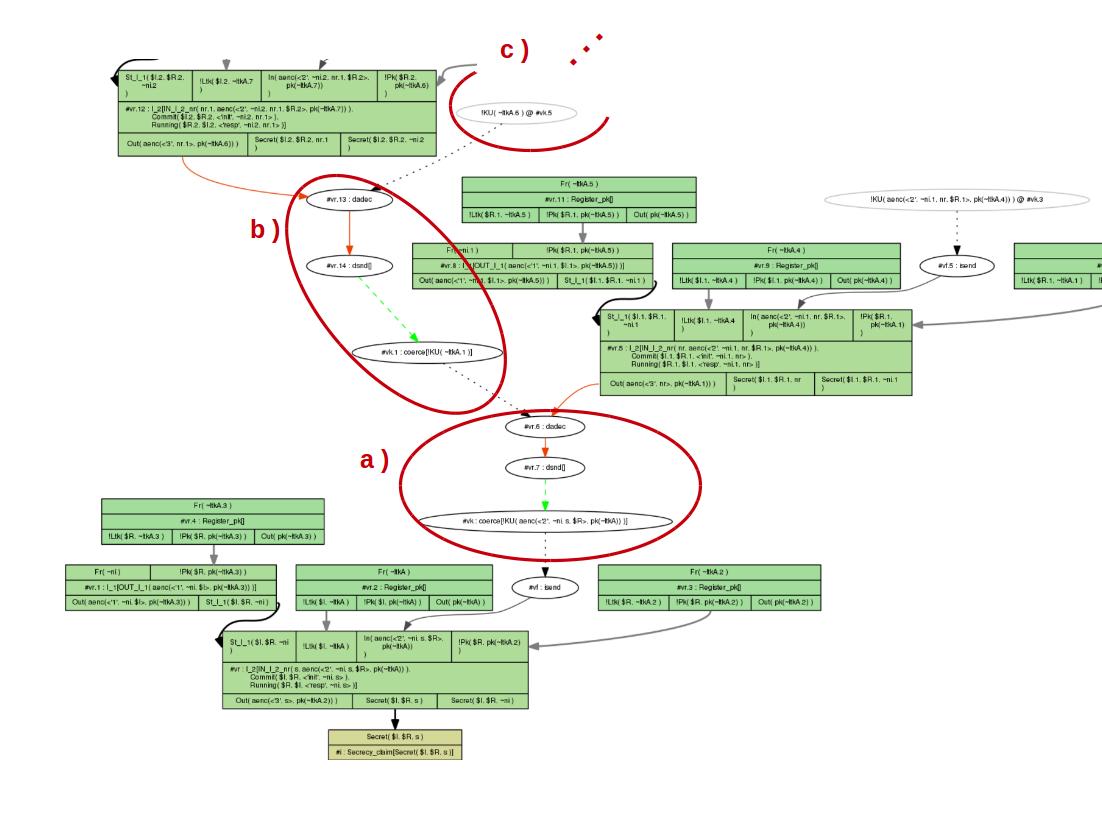 c)
St_I_1( $I.2, $R.2,
~ni.2
)
!Ltk( $I.2, ~ltkA.7
)
In( aenc(<'2', ~ni.2, nr.1, $R.2>,
pk(~ltkA.7))
)
!Pk( $R.2,
pk(~ltkA.6)
)
#vr.12 : I_2[IN_I_2_nr( nr.1, aenc(<'2', ~ni.2, nr.1, $R.2>, pk(~ltkA.7)) ),
Commit( $I.2, $R.2, <'init', ~ni.2, nr.1> ),
Running( $R.2, $I.2, <'resp', ~ni.2, nr.1> )]
Out( aenc(<'3', nr.1>, pk(~ltkA.6)) )
Secret( $I.2, $R.2, nr.1
)
Secret( $I.2, $R.2, ~ni.2
)
!KU( ~ltkA.6 ) @ #vk.5
#vr.13 : dadec
b)
#vr.14 : dsnd[]
#vk.1 : coerce[!KU( ~ltkA.1 )]
Fr( ~ltkA.5 )
#vr.11 : Register_pk[]
!Ltk( $R.1, ~ltkA.5 )
!Pk( $R.1, pk(~ltkA.5) )
Out( pk(~ltkA.5) )
Fr( ~ni.1 )
!Pk( $R.1, pk(~ltkA.5) )
#vr.8 : I_1[OUT_I_1( aenc(<'1', ~ni.1, $I.1>, pk(~ltkA.5)) )]
Out( aenc(<'1', ~ni.1, $I.1>, pk(~ltkA.5)) )
St_I_1( $I.1, $R.1, ~ni.1 )
Fr( ~ltkA.4 )
#vr.9 : Register_pk[]
!Ltk( $I.1, ~ltkA.4 )
!Pk( $I.1, pk(~ltkA.4) )
Out( pk(~ltkA.4) )
!KU( aenc(<'2', ~ni.1, nr, $R.1>, pk(~ltkA.4)) ) @ #vk.3
#vf.5 : isend
St_I_1( $I.1, $R.1,
~ni.1
)
!Ltk( $I.1, ~ltkA.4
)
In( aenc(<'2', ~ni.1, nr, $R.1>,
pk(~ltkA.4))
)
!Pk( $R.1,
pk(~ltkA.1)
)
#vr.5 : I_2[IN_I_2_nr( nr, aenc(<'2', ~ni.1, nr, $R.1>, pk(~ltkA.4)) ),
Commit( $I.1, $R.1, <'init', ~ni.1, nr> ),
Running( $R.1, $I.1, <'resp', ~ni.1, nr> )]
Out( aenc(<'3', nr>, pk(~ltkA.1)) )
Secret( $I.1, $R.1, nr
)
Secret( $I.1, $R.1, ~ni.1
)
a)
#vr.6 : dadec
#vr.7 : dsnd[]
#vk : coerce[!KU( aenc(<'2', ~ni, s, $R>, pk(~ltkA)) )]
#vf : isend
Fr( ~ltkA.3 )
#vr.4 : Register_pk[]
!Ltk( $R, ~ltkA.3 )
!Pk( $R, pk(~ltkA.3) )
Out( pk(~ltkA.3) )
Fr( ~ni )
!Pk( $R, pk(~ltkA.3) )
#vr.1 : I_1[OUT_I_1( aenc(<'1', ~ni, $I>, pk(~ltkA.3)) )]
Out( aenc(<'1', ~ni, $I>, pk(~ltkA.3)) )
St_I_1( $I, $R, ~ni )
Fr( ~ltkA )
#vr.2 : Register_pk[]
!Ltk( $I, ~ltkA )
!Pk( $I, pk(~ltkA) )
Out( pk(~ltkA) )
Fr( ~ltkA.2 )
#vr.3 : Register_pk[]
!Ltk( $R, ~ltkA.2 )
!Pk( $R, pk(~ltkA.2) )
Out( pk(~ltkA.2) )
St_I_1( $I, $R, ~ni
)
!Ltk( $I, ~ltkA )
In( aenc(<'2', ~ni, s, $R>,
pk(~ltkA))
)
!Pk( $R, pk(~ltkA.2)
)
#vr : I_2[IN_I_2_nr( s, aenc(<'2', ~ni, s, $R>, pk(~ltkA)) ),
Commit( $I, $R, <'init', ~ni, s> ),
Running( $R, $I, <'resp', ~ni, s> )]
Out( aenc(<'3', s>, pk(~ltkA.2)) )
Secret( $I, $R, s )
Secret( $I, $R, ~ni )
Secret( $I, $R, s )
#i : Secrecy_claim[Secret( $I, $R, s )]